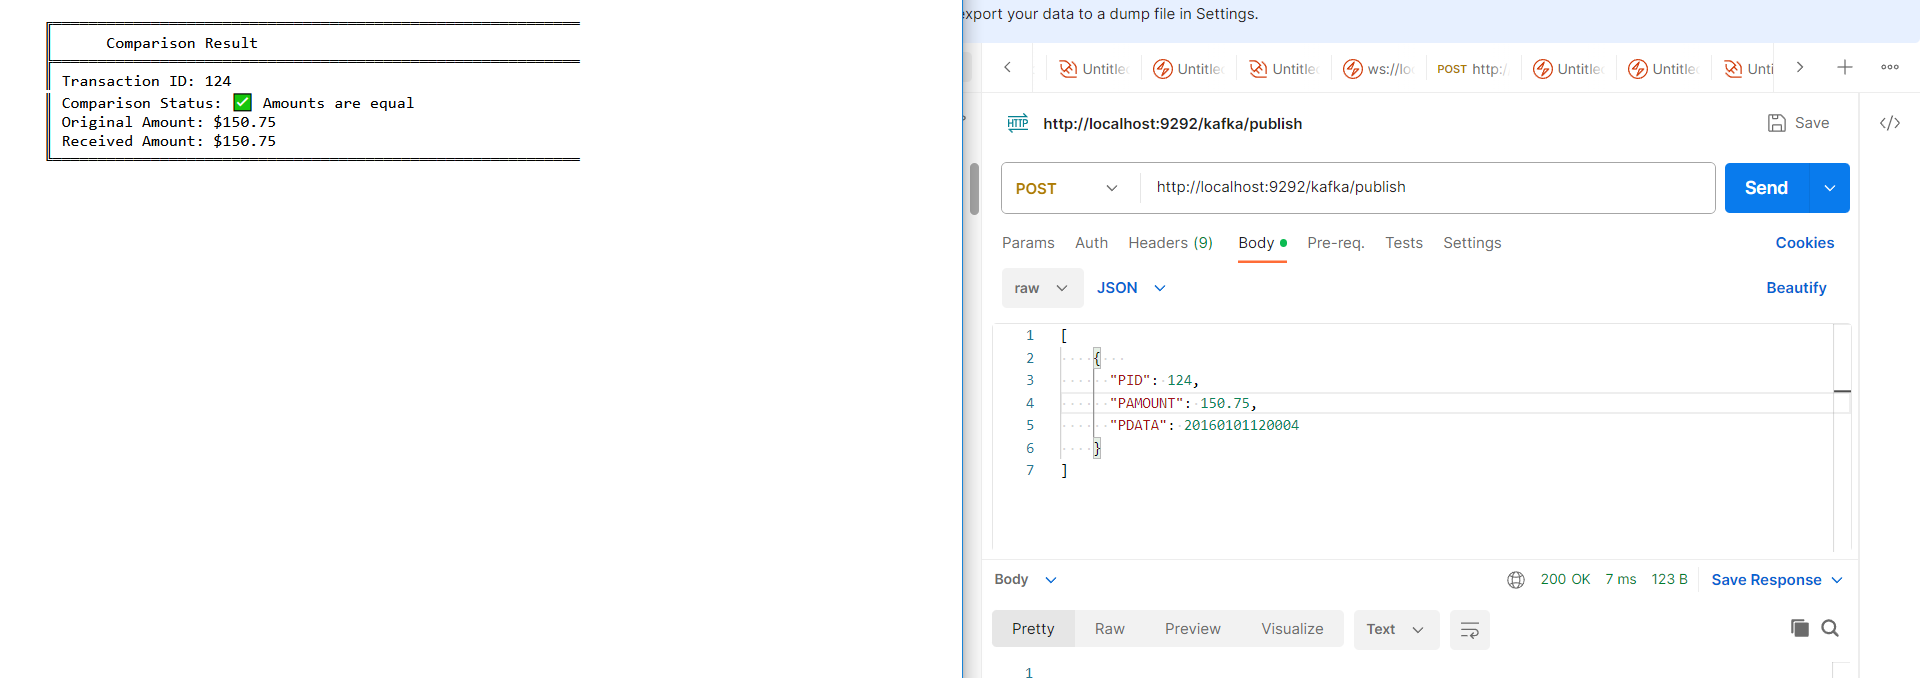 Comparison Result
Transaction ID: 124
Comparison Status: ✅ Amounts are equal
Original Amount: $150.75
Received Amount: $150.75
export your data to a dump file in Settings.
Untitle Untitle Untitle ws://lo POST http:/ Untitle Untitle Unti
HTTP http://localhost:9292/kafka/publish Save </>
POST http://localhost:9292/kafka/publish Send
Params Auth Headers (9) Body Pre-req. Tests Settings Cookies
raw JSON Beautify
1 [
2 {
3 "PID": 124,
4 "PAMOUNT": 150.75,
5 "PDATA": 20160101120004
6 }
7 ]
Body 200 OK 7 ms 123 B Save Response
Pretty Raw Preview Visualize Text
1